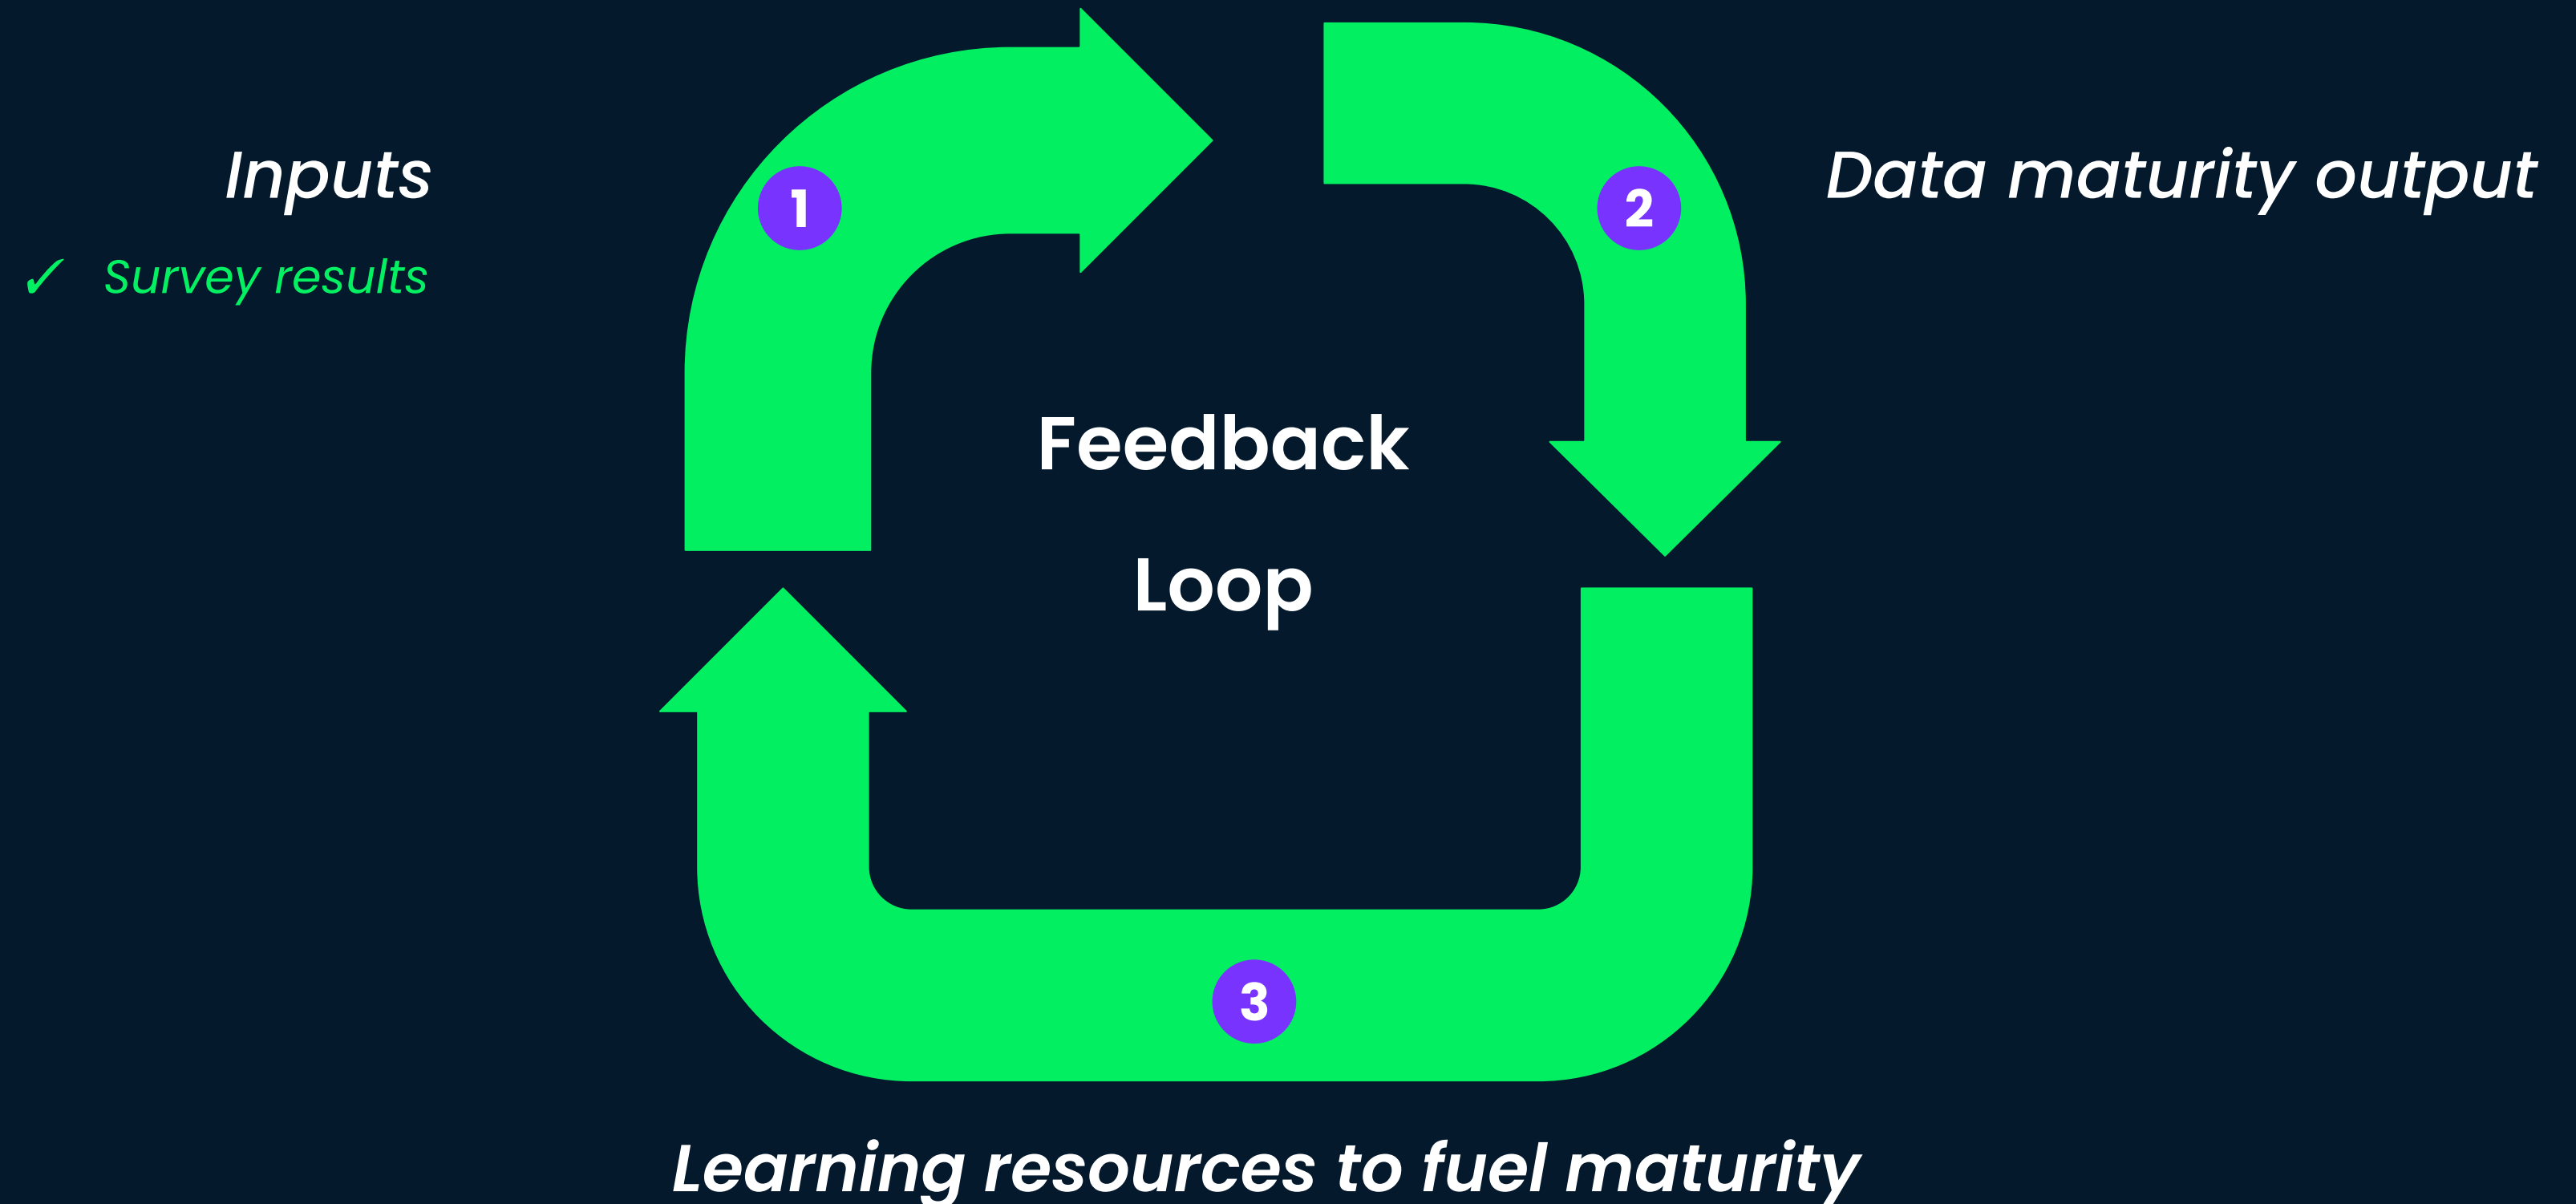 Inputs
✓ Survey results
1
2
Data maturity output
Feedback
Loop
3
Learning resources to fuel maturity